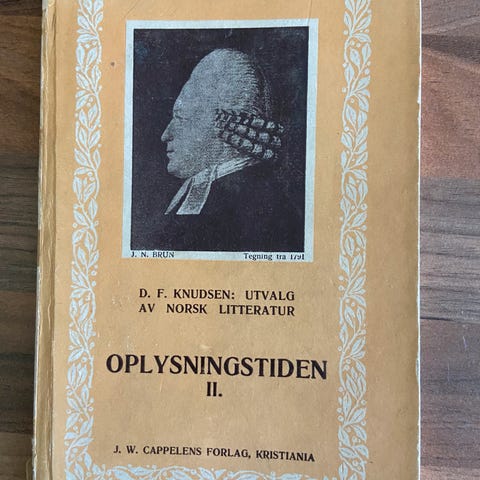 J. N. BRUN Tegning fra 1791
D. F. KNUDSEN: UTVALG
AV NORSK LITTERATUR
OPLYSNINGSTIDEN
II.
J. W. CAPPELENS FORLAG, KRISTIANIA